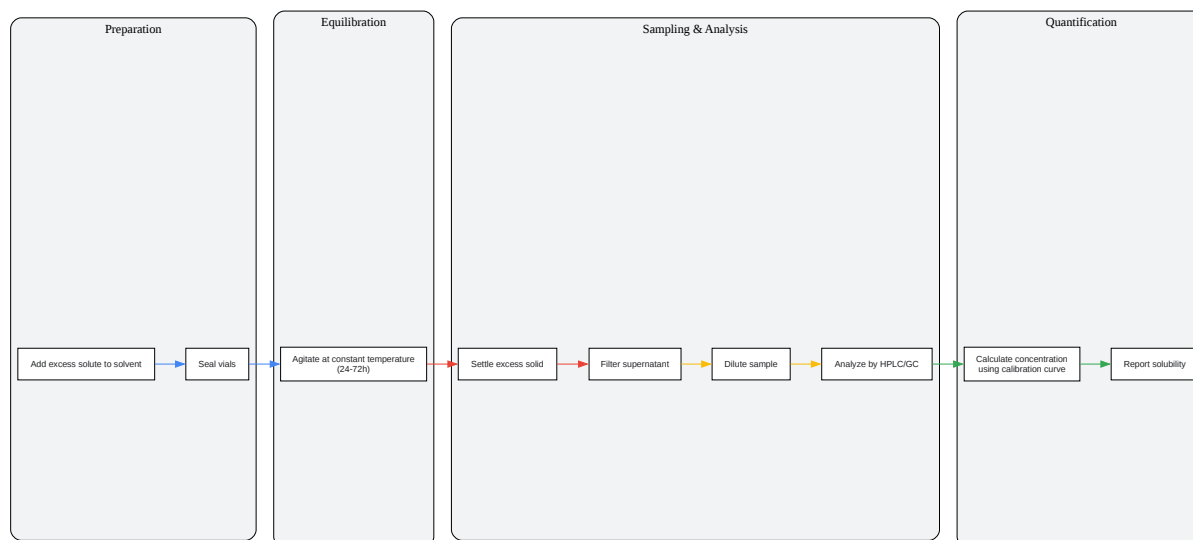 Preparation
Equilibration
Sampling & Analysis
Quantification
Add excess solute to solvent
Seal vials
Agitate at constant temperature
(24-72h)
Settle excess solid
Filter supernatant
Dilute sample
Analyze by HPLC/GC
Calculate concentration
using calibration curve
Report solubility